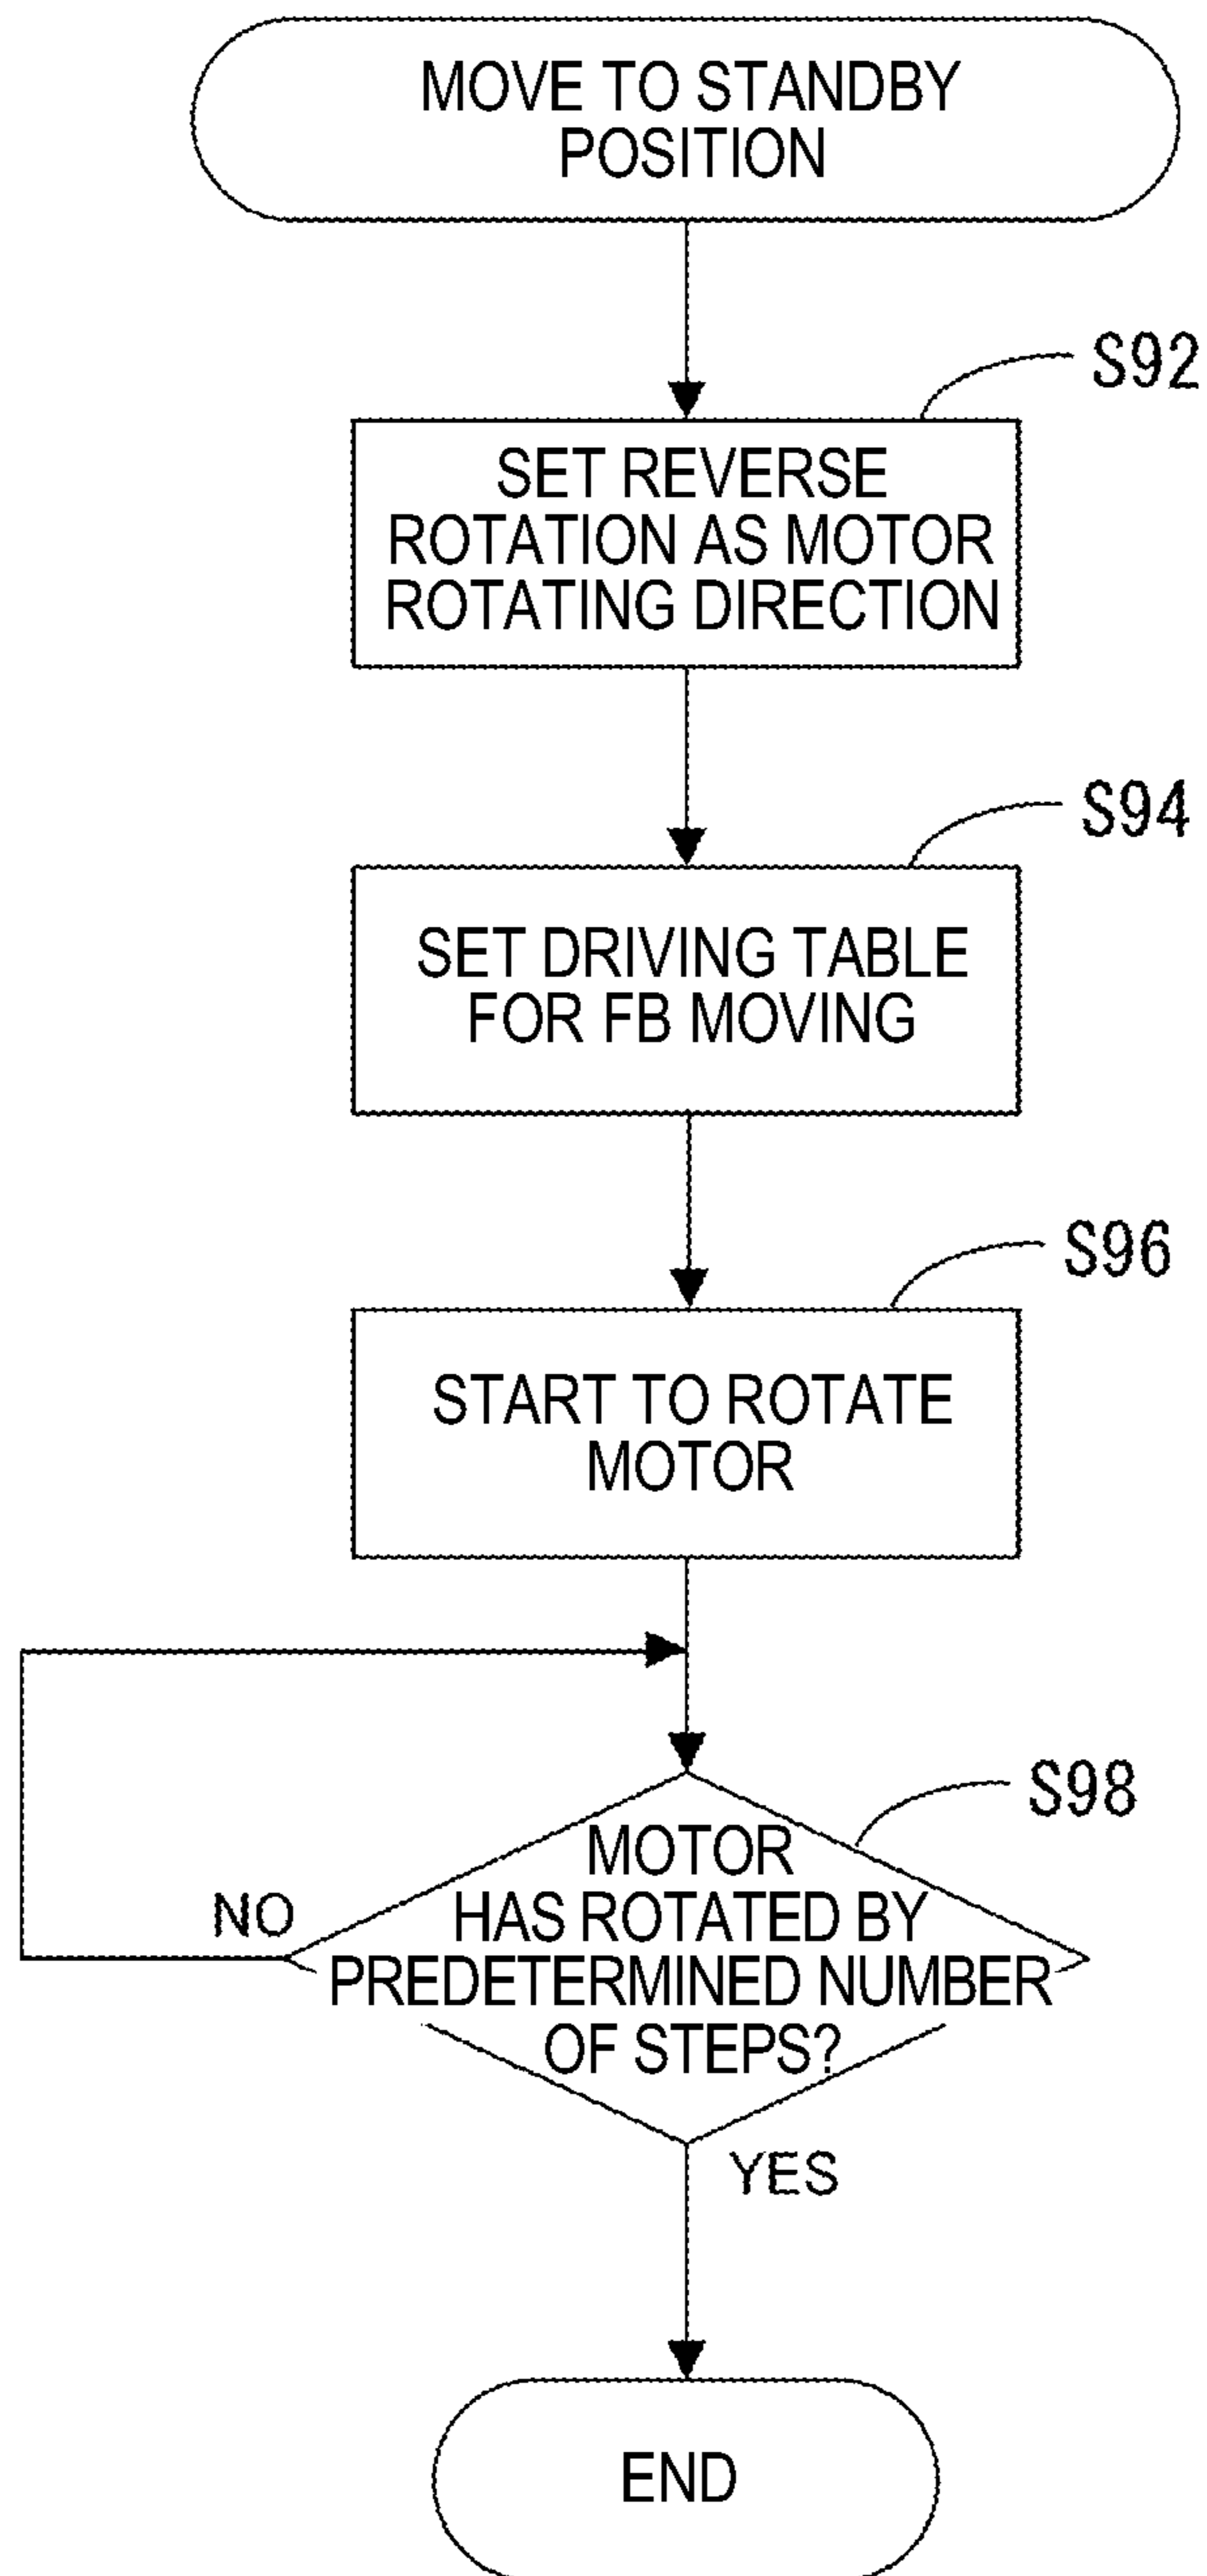 MOVE TO STANDBY
POSITION
S92
SET REVERSE
ROTATION AS MOTOR
ROTATING DIRECTION
S94
SET DRIVING TABLE
FOR FB MOVING
S96
START TO ROTATE
MOTOR
S98
MOTOR
HAS ROTATED BY
PREDETERMINED NUMBER
OF STEPS?
NO
YES
END